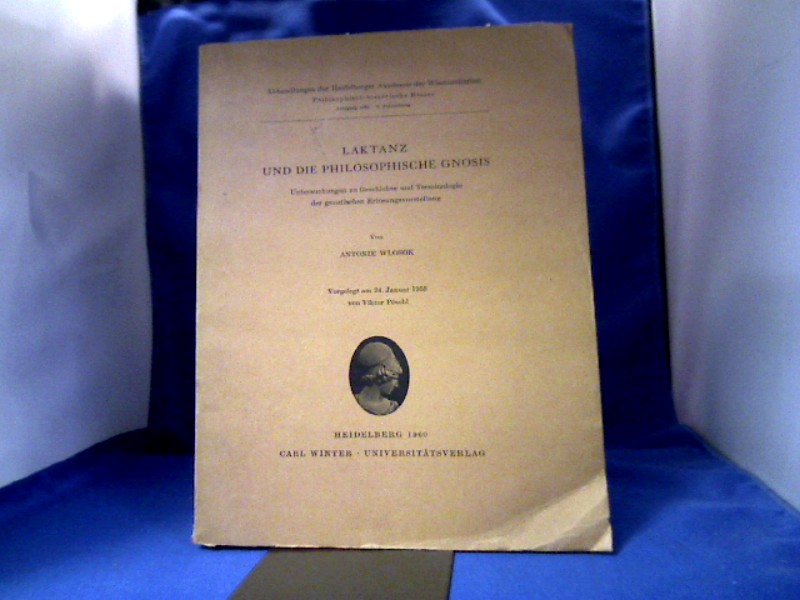 Abhandlungen der Heidelberger Akademie der Wissenschaften
Philosophisch-historische Klasse
LAKTANZ
UND DIE PHILOSOPHISCHE GNOSIS
Untersuchungen zu Geschichte und Terminologie
der gnostischen Erlösungsvorstellung
Von
ANTONIE WLOSOK
Vorgelegt am 24. Januar
von Viktor Pöschl
HEIDELBERG 1960
CARL WINTER · UNIVERSITÄTSVERLAG